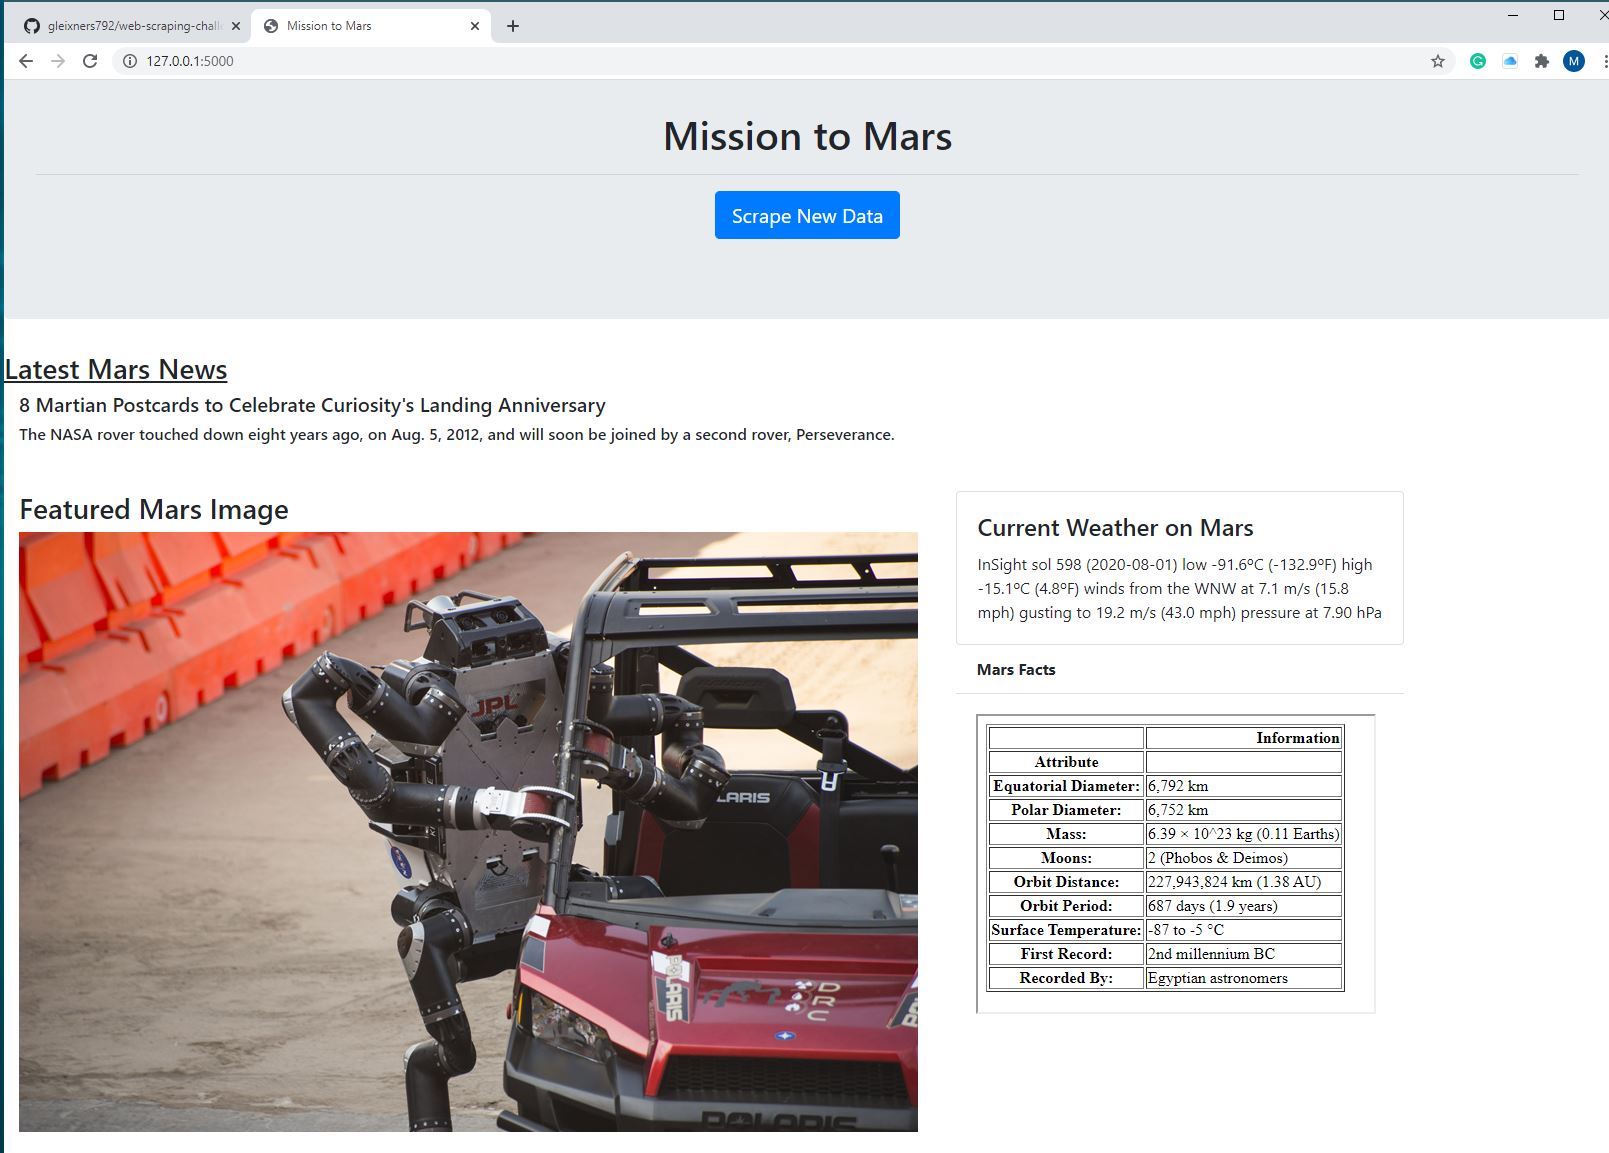 gleixners792/web-scraping-chall
Mission to Mars
127.0.0.1:5000
M
Mission to Mars
Scrape New Data
Latest Mars News
8 Martian Postcards to Celebrate Curiosity's Landing Anniversary
The NASA rover touched down eight years ago, on Aug. 5, 2012, and will soon be joined by a second rover, Perseverance.
Featured Mars Image
JPL
LARIS
POLARIS
DRC
POLARIS
Current Weather on Mars
InSight sol 598 (2020-08-01) low -91.6ºC (-132.9ºF) high
-15.1ºC (4.8ºF) winds from the WNW at 7.1 m/s (15.8
mph) gusting to 19.2 m/s (43.0 mph) pressure at 7.90 hPa
Mars Facts
Information
Attribute
Equatorial Diameter: 6,792 km
Polar Diameter: 6,752 km
Mass: 6.39 × 10^23 kg (0.11 Earths)
Moons: 2 (Phobos & Deimos)
Orbit Distance: 227,943,824 km (1.38 AU)
Orbit Period: 687 days (1.9 years)
Surface Temperature: -87 to -5 °C
First Record: 2nd millennium BC
Recorded By: Egyptian astronomers